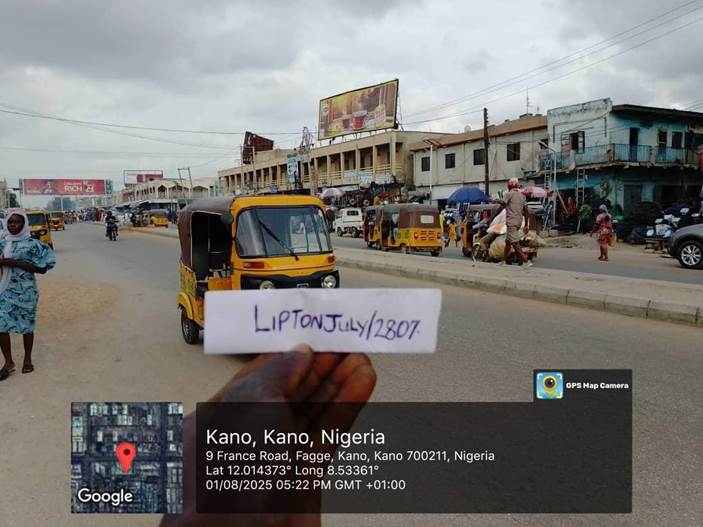 RICH
LIPTONJULY/2807.
GPS Map Camera
Kano, Kano, Nigeria
9 France Road, Fagge, Kano, Kano 700211, Nigeria
Lat 12.014373° Long 8.53361°
01/08/2025 05:22 PM GMT +01:00
Google